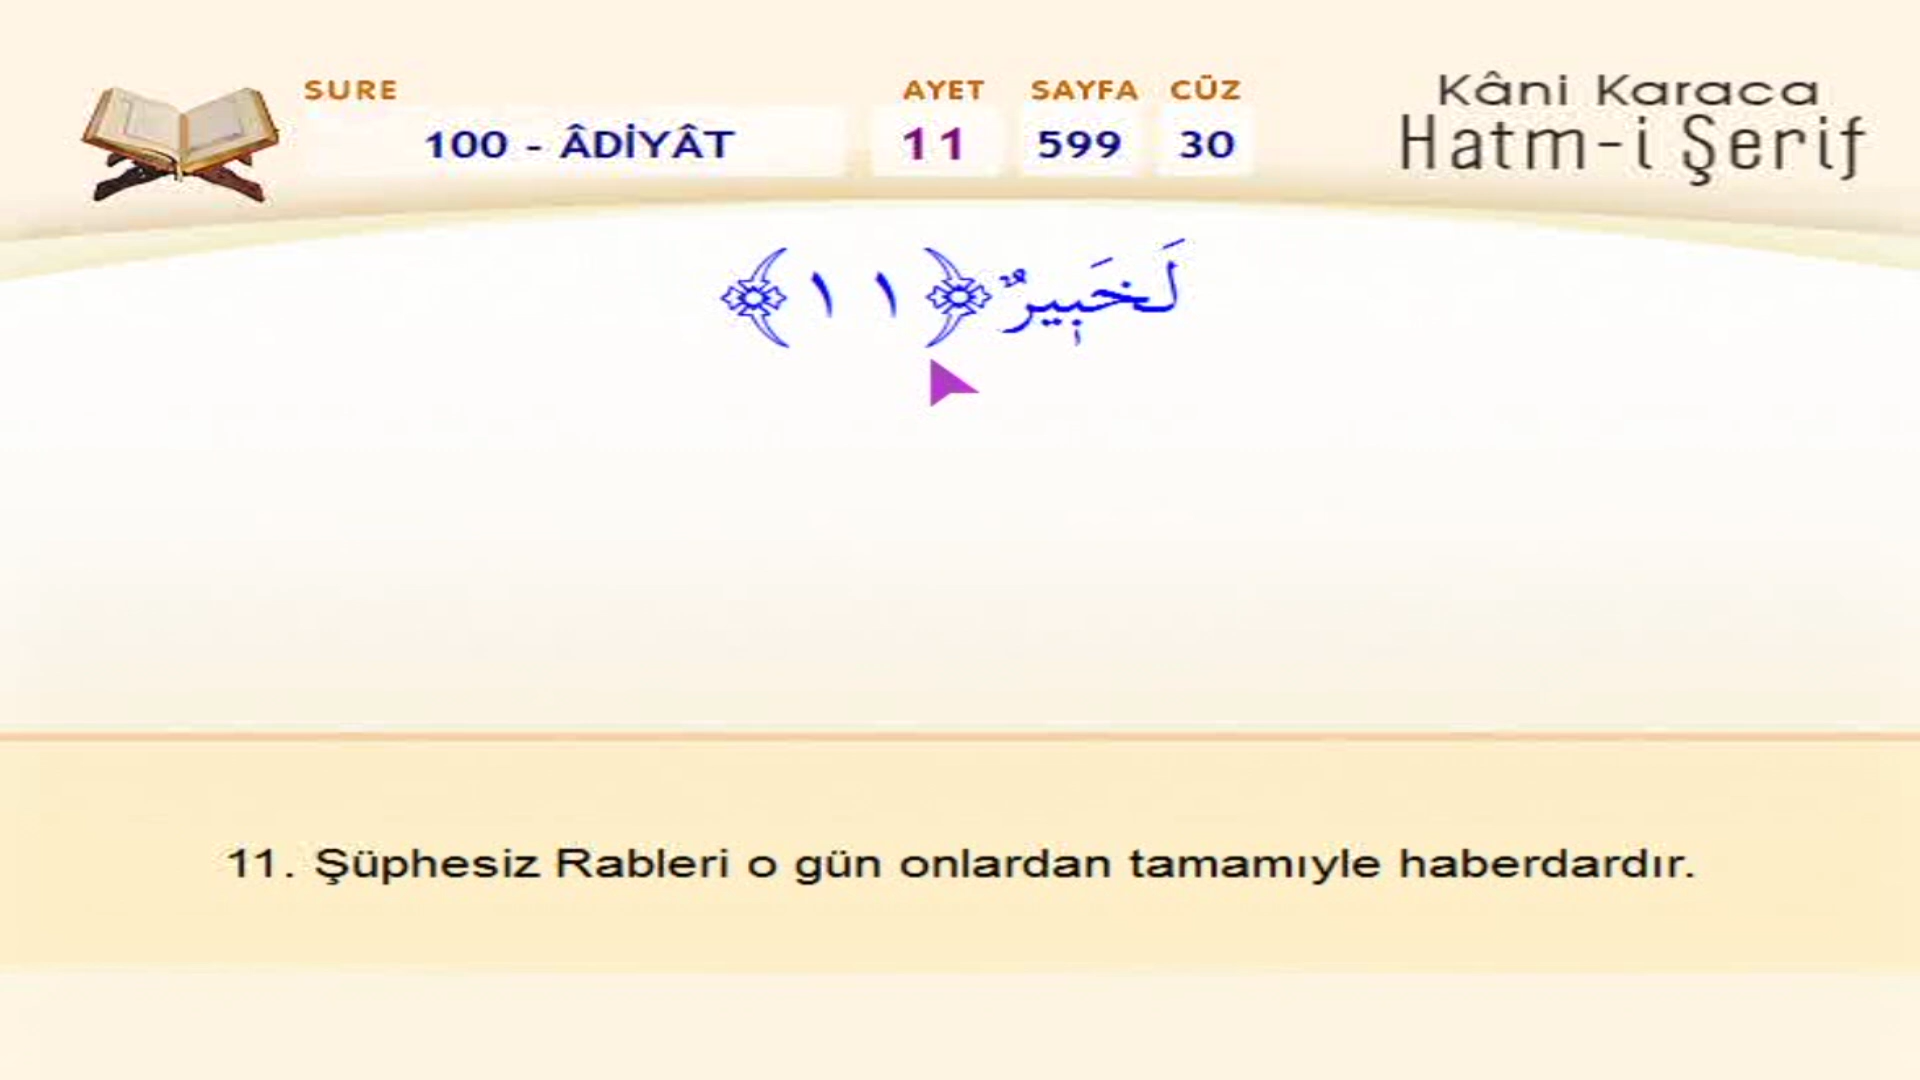 SURE AYET SAYFA CÜZ
100 - ÂDİYÂT 11 599 30
Kâni Karaca
Hatm-i Şerif
لَخَبٖيرٌ ﴿١١﴾
11. Şüphesiz Rableri o gün onlardan tamamıyle haberdardır.